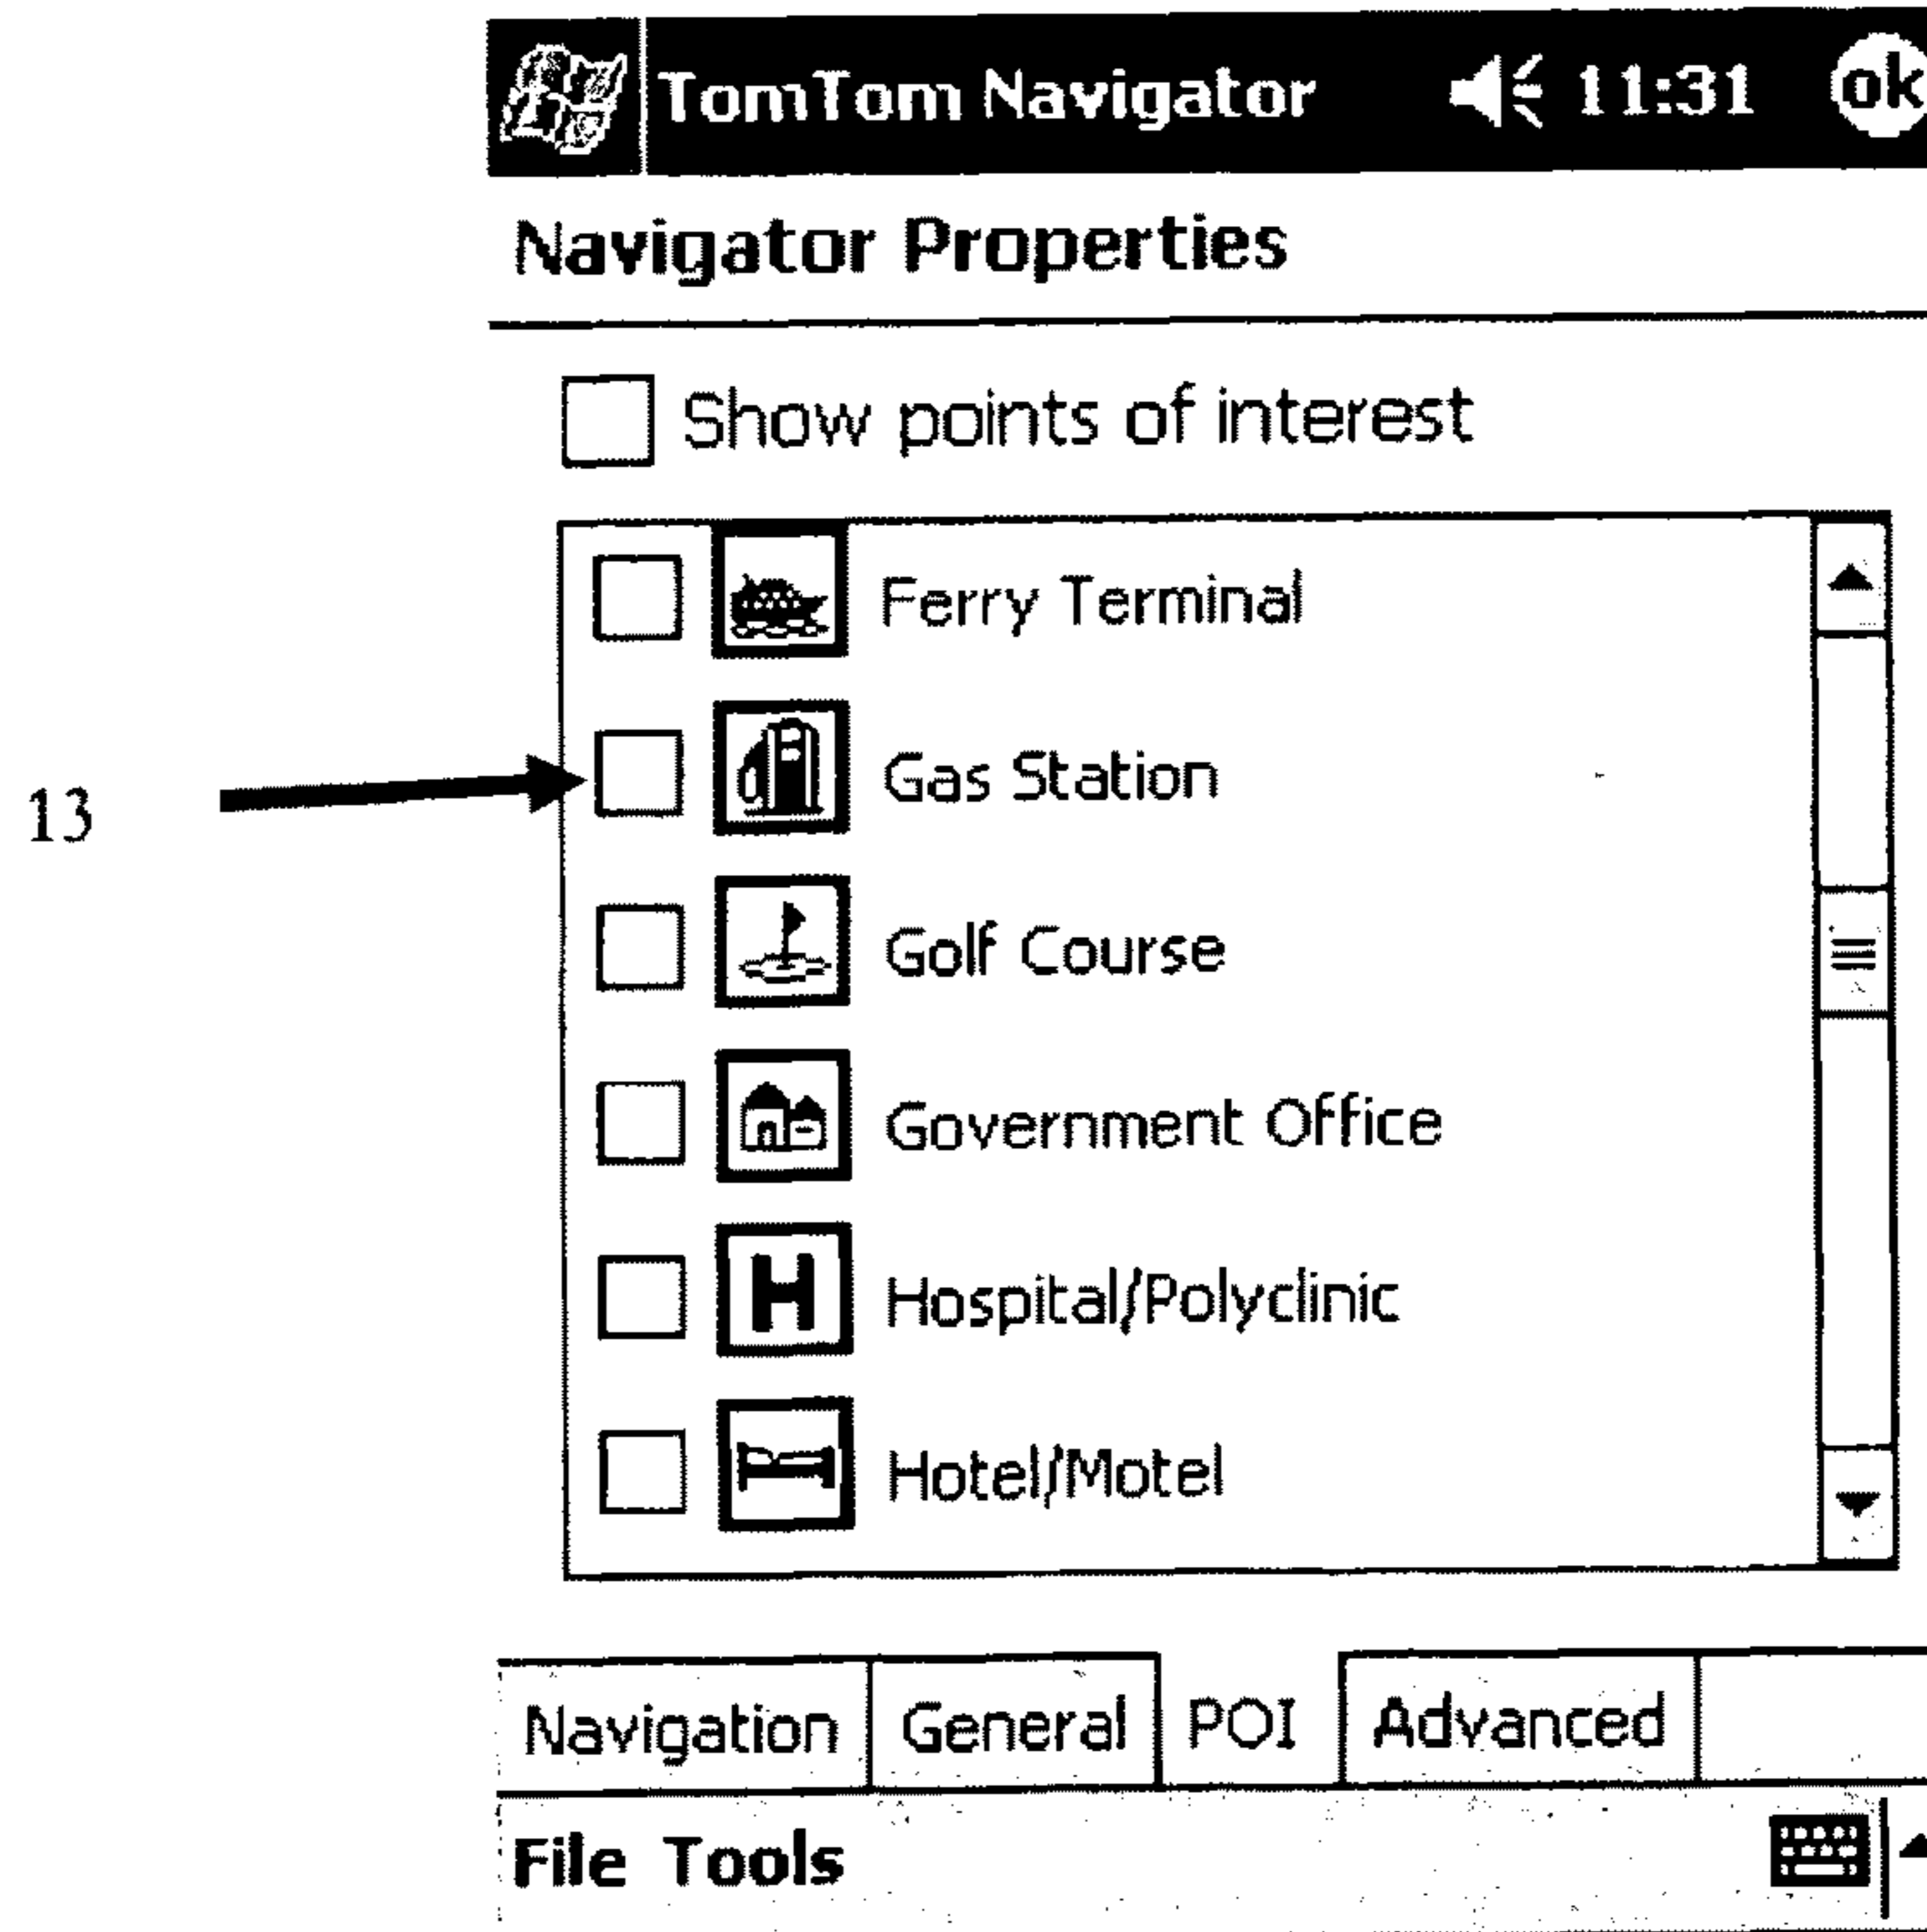 TomTom Navigator 11:31 ok
Navigator Properties
Show points of interest
Ferry Terminal
13 Gas Station
Golf Course
Government Office
H Hospital/Polyclinic
Hotel/Motel
Navigation General POI Advanced
File Tools